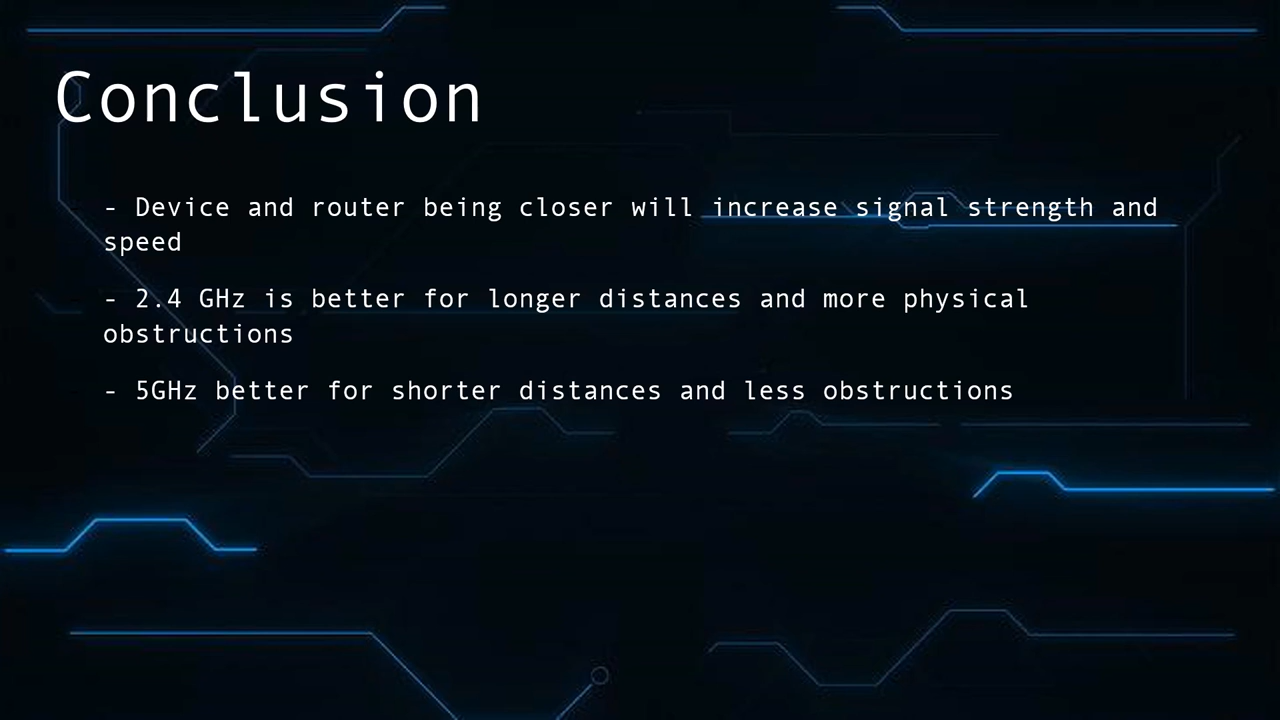 Conclusion
- Device and router being closer will increase signal strength and
speed
- 2.4 GHz is better for longer distances and more physical
obstructions
- 5GHz better for shorter distances and less obstructions